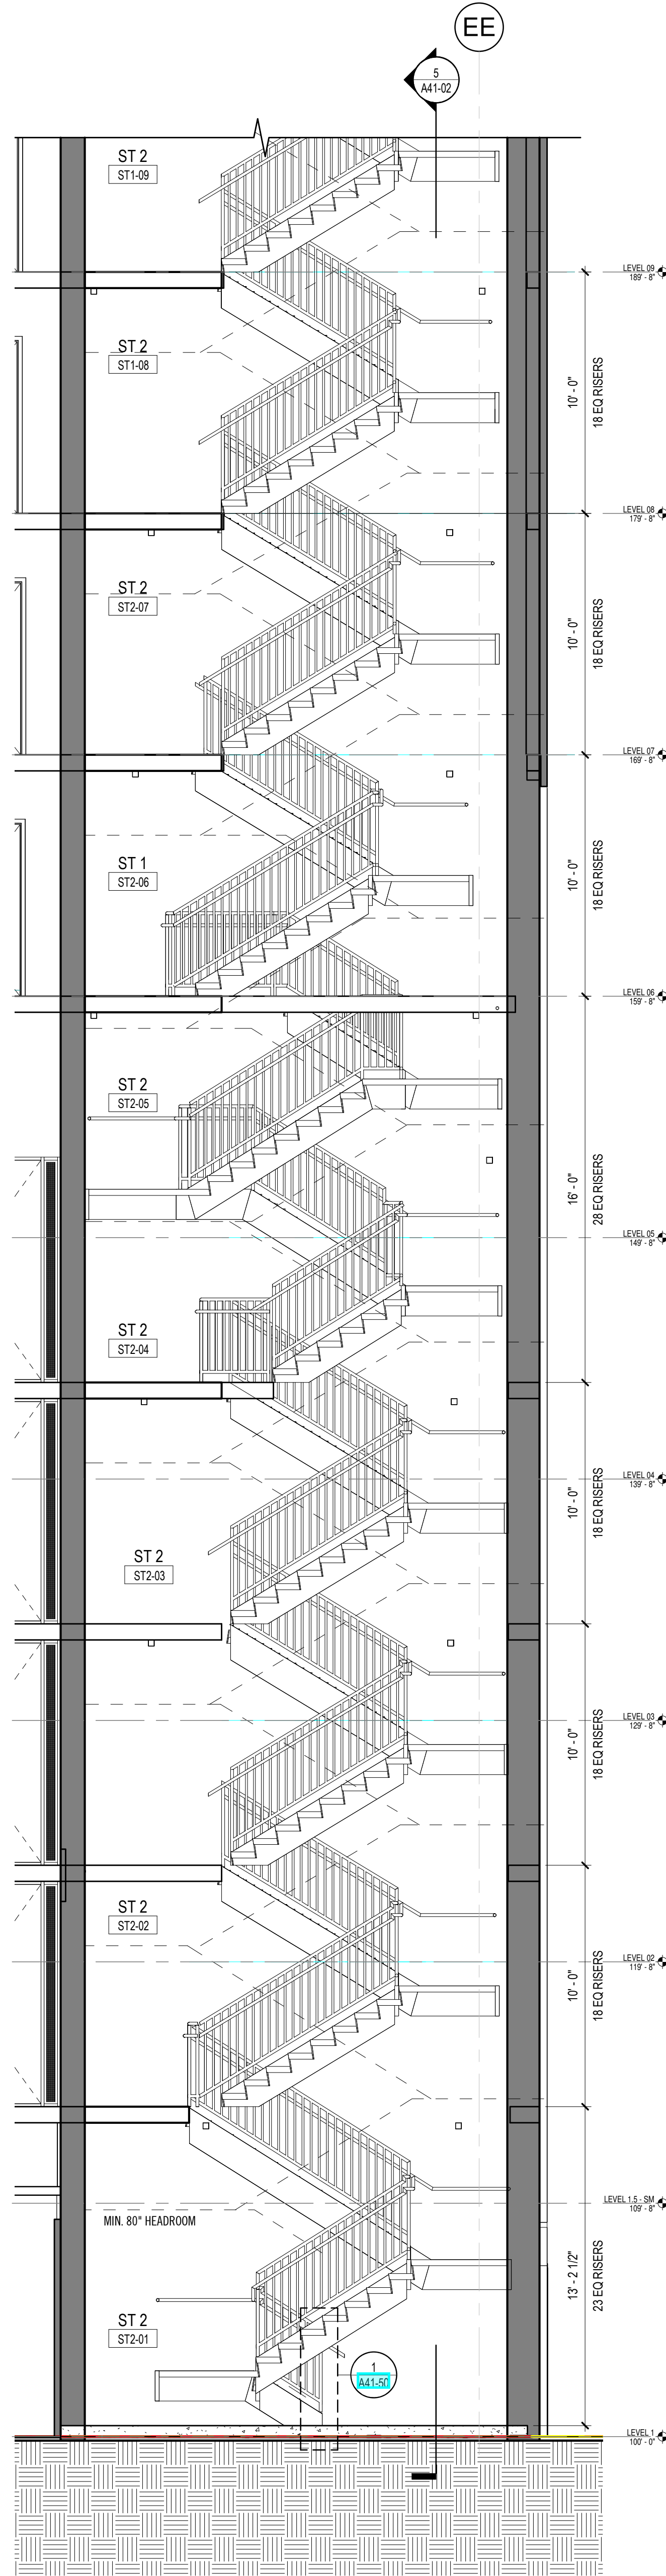 EE
5
A41-02
ST 2
ST1-09
LEVEL 09
189' - 8"
ST 2
ST1-08
10' - 0"
18 EQ RISERS
LEVEL 08
179' - 8"
ST 2
ST2-07
10' - 0"
18 EQ RISERS
LEVEL 07
169' - 8"
ST 1
ST2-06
10' - 0"
18 EQ RISERS
LEVEL 06
159' - 8"
ST 2
ST2-05
16' - 0"
28 EQ RISERS
LEVEL 05
149' - 8"
ST 2
ST2-04
LEVEL 04
139' - 8"
10' - 0"
18 EQ RISERS
ST 2
ST2-03
LEVEL 03
129' - 8"
10' - 0"
18 EQ RISERS
ST 2
ST2-02
LEVEL 02
119' - 8"
10' - 0"
18 EQ RISERS
LEVEL 1.5 - SM
109' - 8"
MIN. 80" HEADROOM
13' - 2 1/2"
23 EQ RISERS
ST 2
ST2-01
1
A41-50
LEVEL 1
100' - 0"